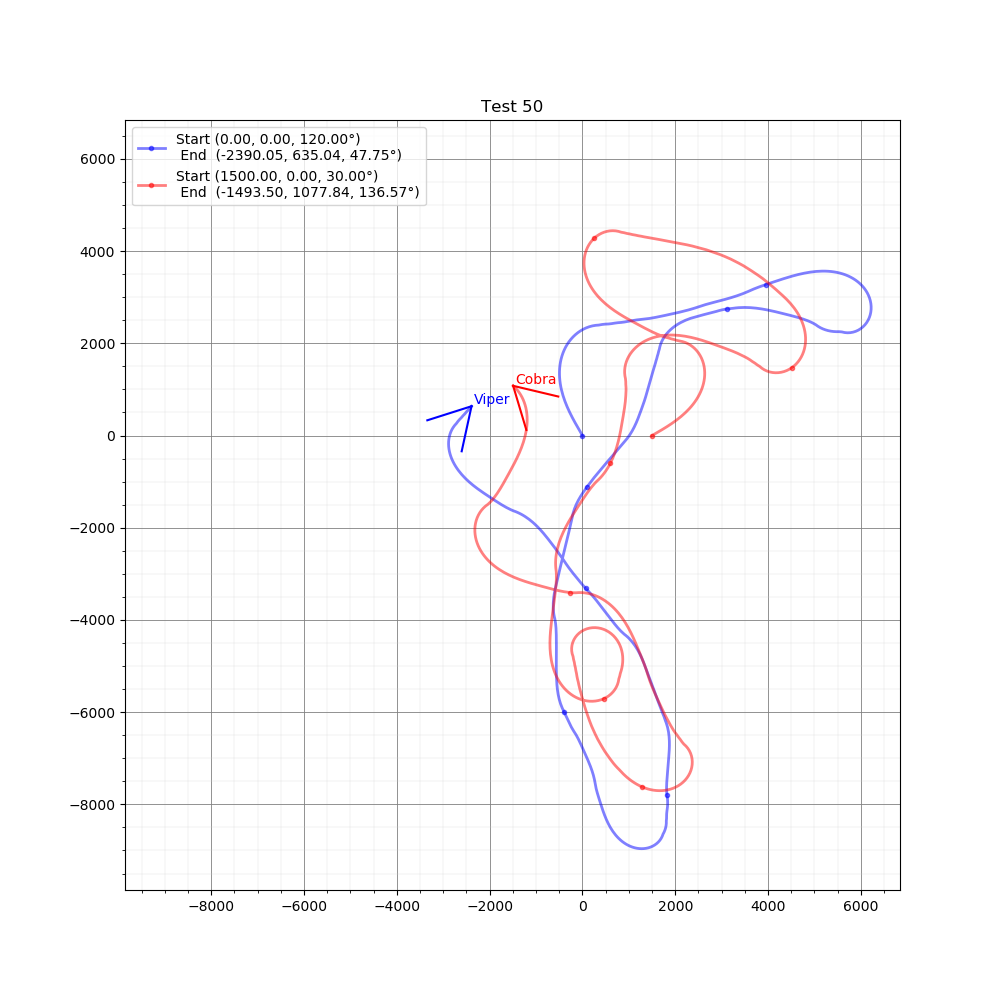 Test 50
Start (0.00, 0.00, 120.00°)
End (-2390.05, 635.04, 47.75°)
Start (1500.00, 0.00, 30.00°)
End (-1493.50, 1077.84, 136.57°)
6000
4000
2000
0
−2000
−4000
−6000
−8000
Cobra
Viper
−8000 −6000 −4000 −2000 0 2000 4000 6000